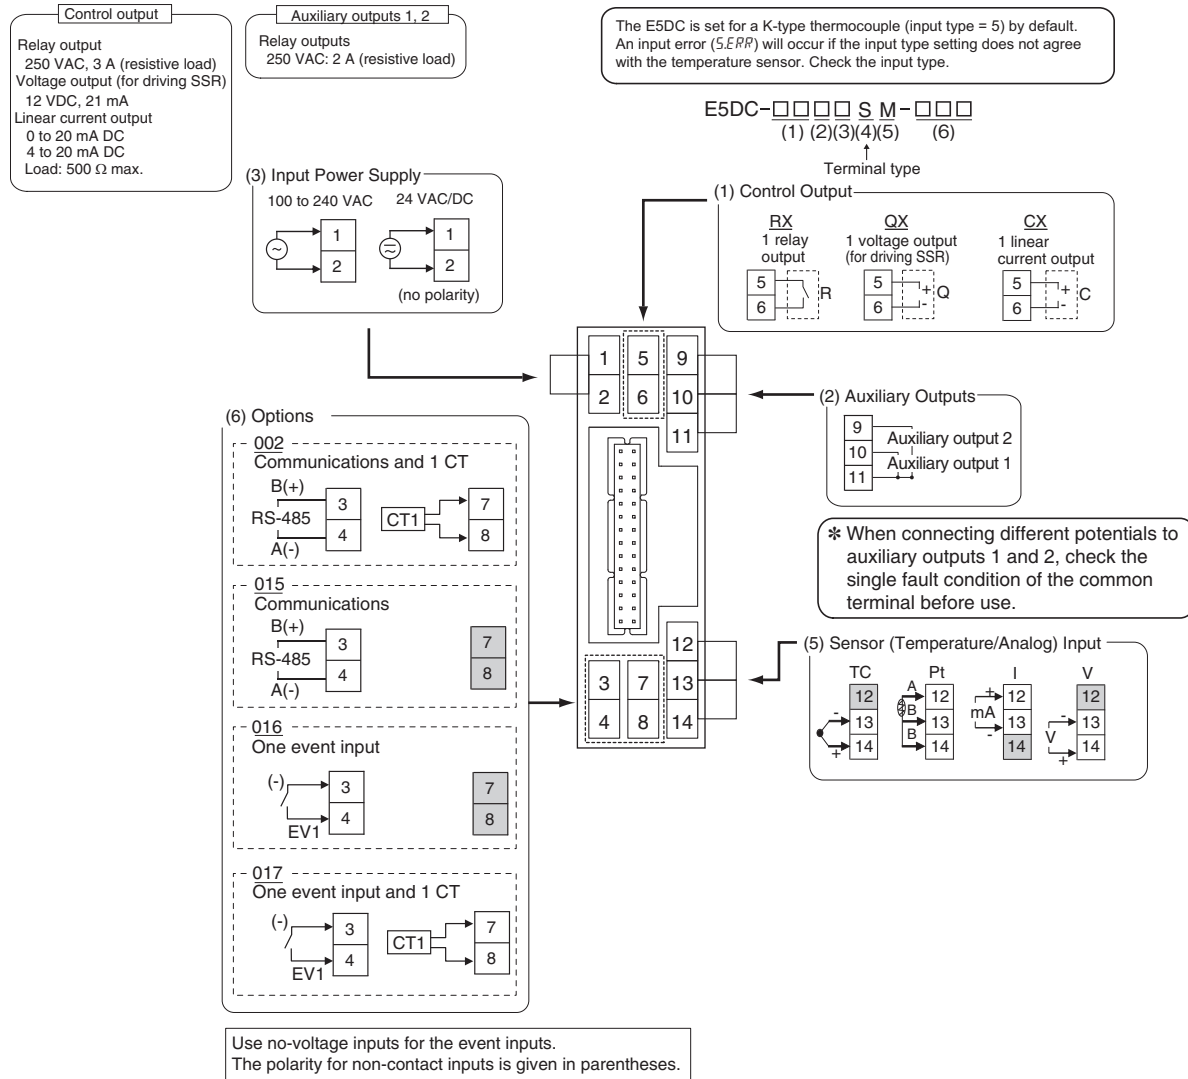 Control output
Relay output
250 VAC, 3 A (resistive load)
Voltage output (for driving SSR)
12 VDC, 21 mA
Linear current output
0 to 20 mA DC
4 to 20 mA DC
Load: 500 Ω max.
Auxiliary outputs 1, 2
Relay outputs
250 VAC: 2 A (resistive load)
The E5DC is set for a K-type thermocouple (input type = 5) by default.
An input error (S.ERR) will occur if the input type setting does not agree
with the temperature sensor. Check the input type.
E5DC-□□□□ S M-□□□
(1) (2)(3)(4)(5) (6)
Terminal type
(3) Input Power Supply
100 to 240 VAC 24 VAC/DC
1 1
2 2
(no polarity)
(1) Control Output
RX QX CX
1 relay
output
1 voltage output
(for driving SSR)
1 linear
current output
5 5 5
6 6 6
R
+ Q
-
+ C
-
1 5 9
2 6 10
11
12
3 7 13
4 8 14
(2) Auxiliary Outputs
9
10
11
Auxiliary output 2
Auxiliary output 1
✻ When connecting different potentials to
auxiliary outputs 1 and 2, check the
single fault condition of the common
terminal before use.
(5) Sensor (Temperature/Analog) Input
TC Pt I V
12 A 12 + 12 12
- 13 B 13 mA 13 - 13
+ 14 B 14 - 14 V + 14
(6) Options
002
Communications and 1 CT
B(+)
RS-485
A(-)
3
4
CT1
7
8
015
Communications
B(+)
RS-485
A(-)
3
4
7
8
016
One event input
(-)
EV1
3
4
7
8
017
One event input and 1 CT
(-)
EV1
3
4
CT1
7
8
Use no-voltage inputs for the event inputs.
The polarity for non-contact inputs is given in parentheses.